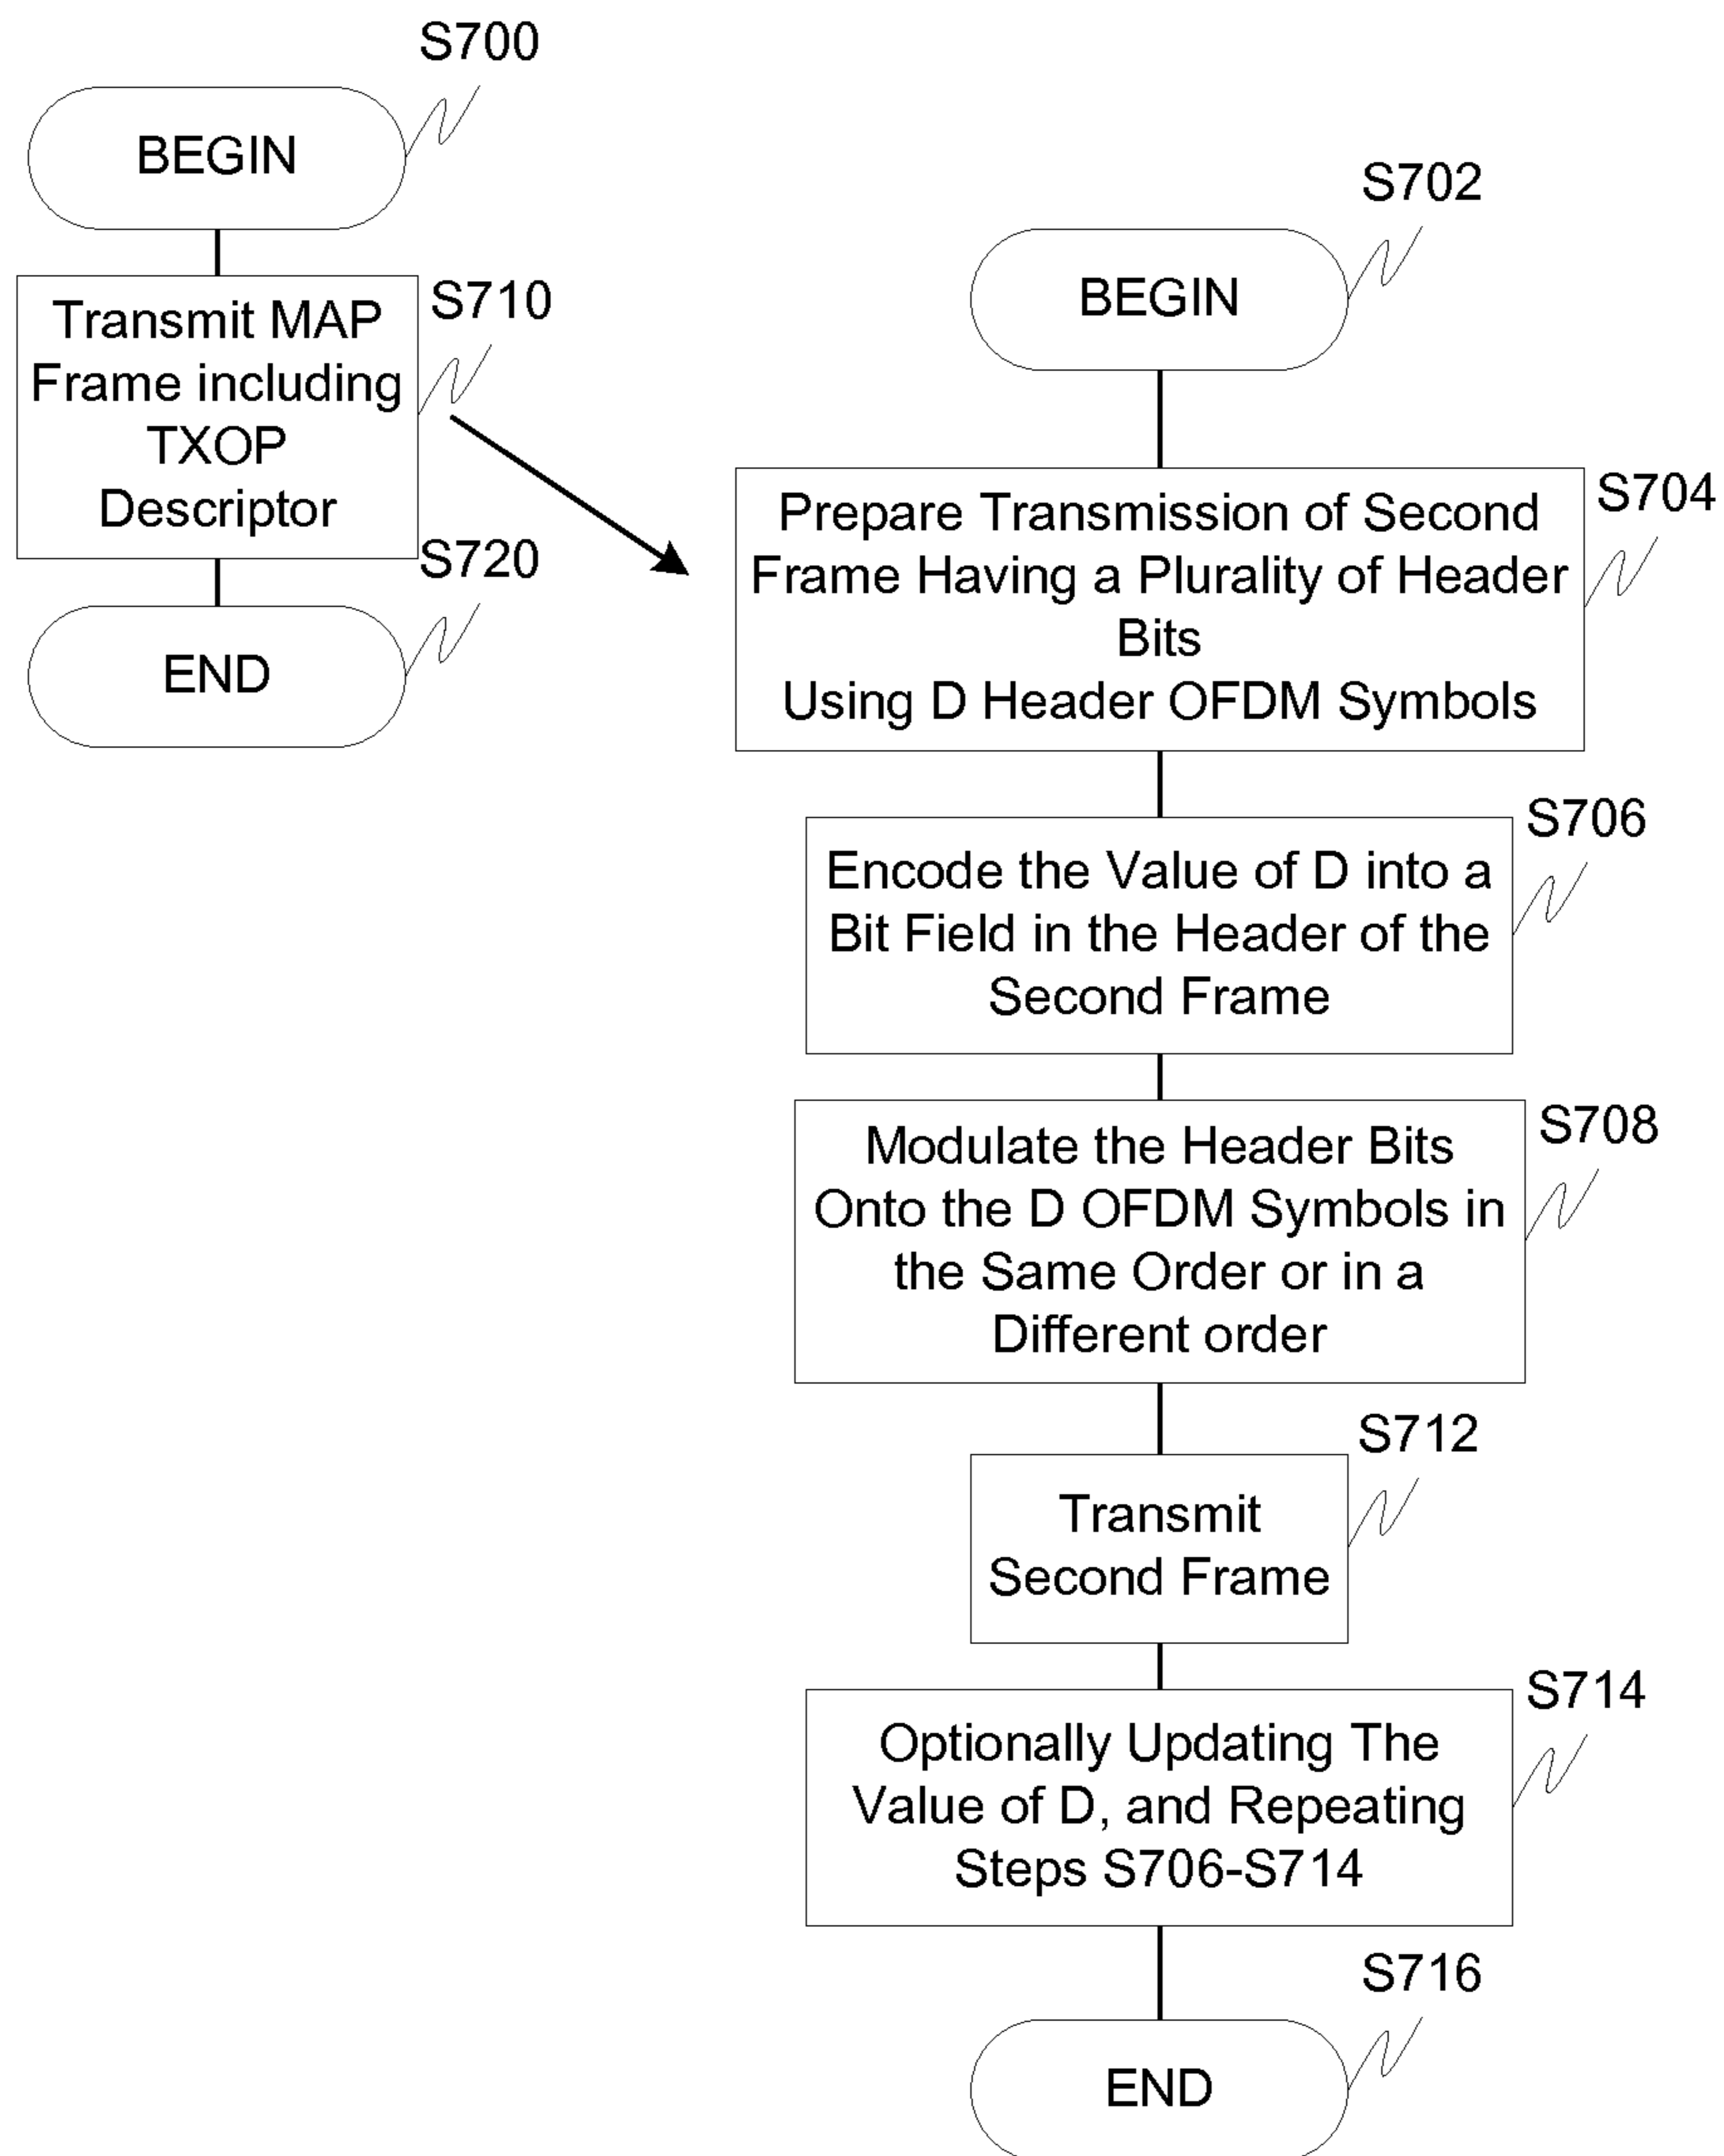 S700
BEGIN
S710
Transmit MAP
Frame including
TXOP
Descriptor
S720
END
S702
BEGIN
S704
Prepare Transmission of Second
Frame Having a Plurality of Header
Bits
Using D Header OFDM Symbols
S706
Encode the Value of D into a
Bit Field in the Header of the
Second Frame
S708
Modulate the Header Bits
Onto the D OFDM Symbols in
the Same Order or in a
Different order
S712
Transmit
Second Frame
S714
Optionally Updating The
Value of D, and Repeating
Steps S706-S714
S716
END